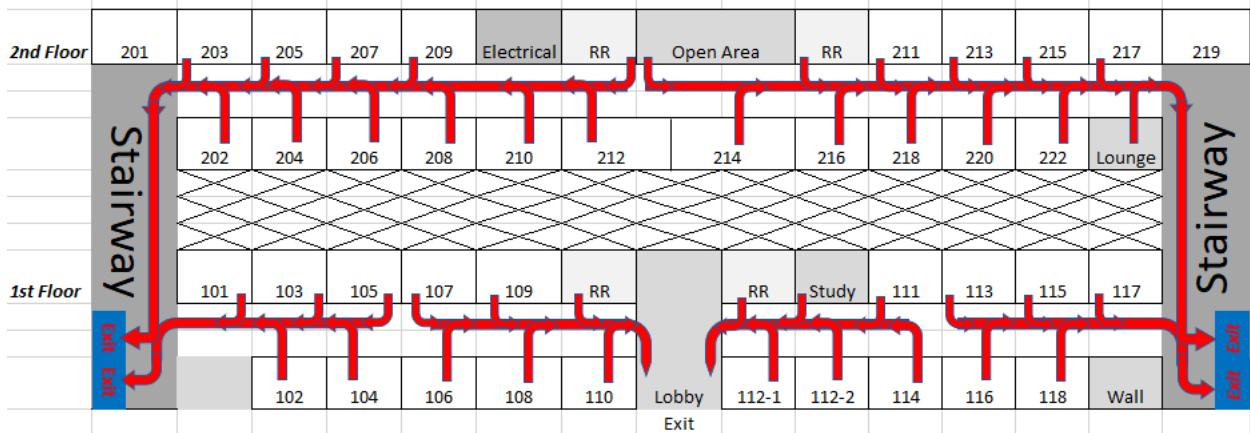 2nd Floor 201 203 205 207 209 Electrical RR Open Area RR 211 213 215 217 219
Stairway
Stairway
202 204 206 208 210 212 214 216 218 220 222 Lounge
1st Floor 101 103 105 107 109 RR RR Study 111 113 115 117
Exit Exit
Exit Exit
102 104 106 108 110 Lobby 112-1 112-2 114 116 118 Wall
Exit